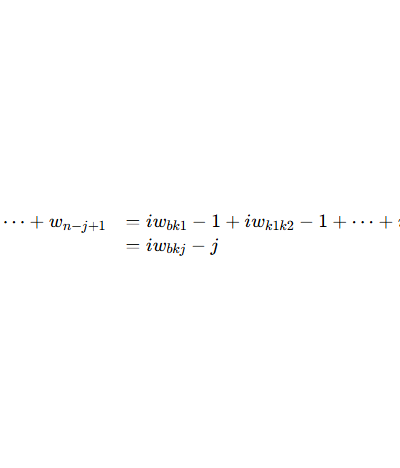 ⋯ + w_{n−j+1} = iw_{bk1} − 1 + iw_{k1k2} − 1 + ⋯ +
= iw_{bkj} − j